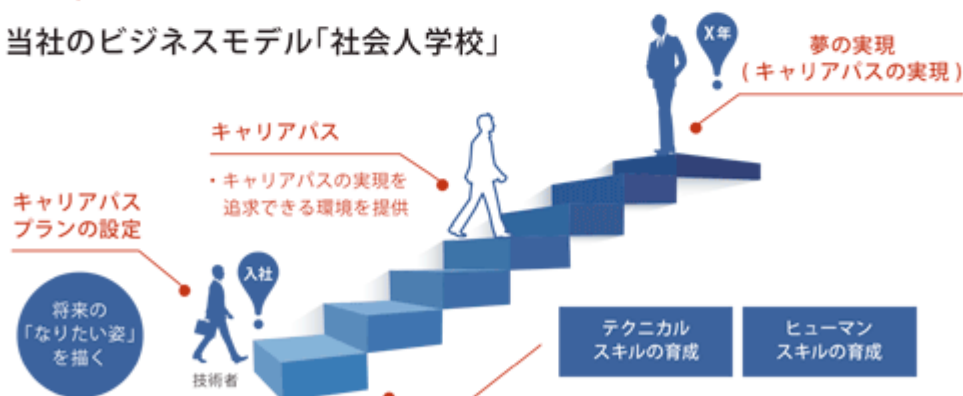 当社のビジネスモデル「社会人学校」
X年
夢の実現
(キャリアパスの実現)
キャリアパス
・キャリアパスの実現を
追求できる環境を提供
キャリアパス
プランの設定
入社
将来の
「なりたい姿」
を描く
技術者
テクニカル
スキルの育成
ヒューマン
スキルの育成